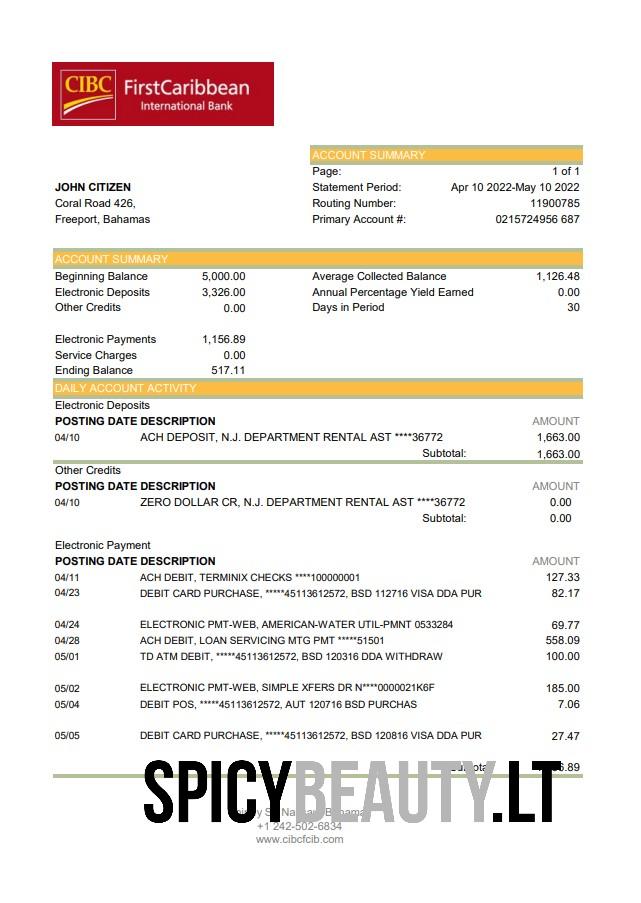 CIBC FirstCaribbean
International Bank
ACCOUNT SUMMARY
Page: 1 of 1
JOHN CITIZEN Statement Period: Apr 10 2022-May 10 2022
Coral Road 426, Routing Number: 11900785
Freeport, Bahamas Primary Account #: 0215724956 687
ACCOUNT SUMMARY
Beginning Balance 5,000.00 Average Collected Balance 1,126.48
Electronic Deposits 3,326.00 Annual Percentage Yield Earned 0.00
Other Credits 0.00 Days in Period 30
Electronic Payments 1,156.89
Service Charges 0.00
Ending Balance 517.11
DAILY ACCOUNT ACTIVITY
Electronic Deposits
POSTING DATE DESCRIPTION AMOUNT
04/10 ACH DEPOSIT, N.J. DEPARTMENT RENTAL AST ****36772 1,663.00
Subtotal: 1,663.00
Other Credits
POSTING DATE DESCRIPTION AMOUNT
04/10 ZERO DOLLAR CR, N.J. DEPARTMENT RENTAL AST ****36772 0.00
Subtotal: 0.00
Electronic Payment
POSTING DATE DESCRIPTION AMOUNT
04/11 ACH DEBIT, TERMINIX CHECKS ****100000001 127.33
04/23 DEBIT CARD PURCHASE, *****45113612572, BSD 112716 VISA DDA PUR 82.17
04/24 ELECTRONIC PMT-WEB, AMERICAN-WATER UTIL-PMNT 0533284 69.77
04/28 ACH DEBIT, LOAN SERVICING MTG PMT *****51501 558.09
05/01 TD ATM DEBIT, *****45113612572, BSD 120316 DDA WITHDRAW 100.00
05/02 ELECTRONIC PMT-WEB, SIMPLE XFERS DR N****0000021K6F 185.00
05/04 DEBIT POS, *****45113612572, AUT 120716 BSD PURCHAS 7.06
05/05 DEBIT CARD PURCHASE, *****45113612572, BSD 120816 VISA DDA PUR 27.47
SPICYBEAUTY.LT
+1 242-502-6834
www.cibcfcib.com